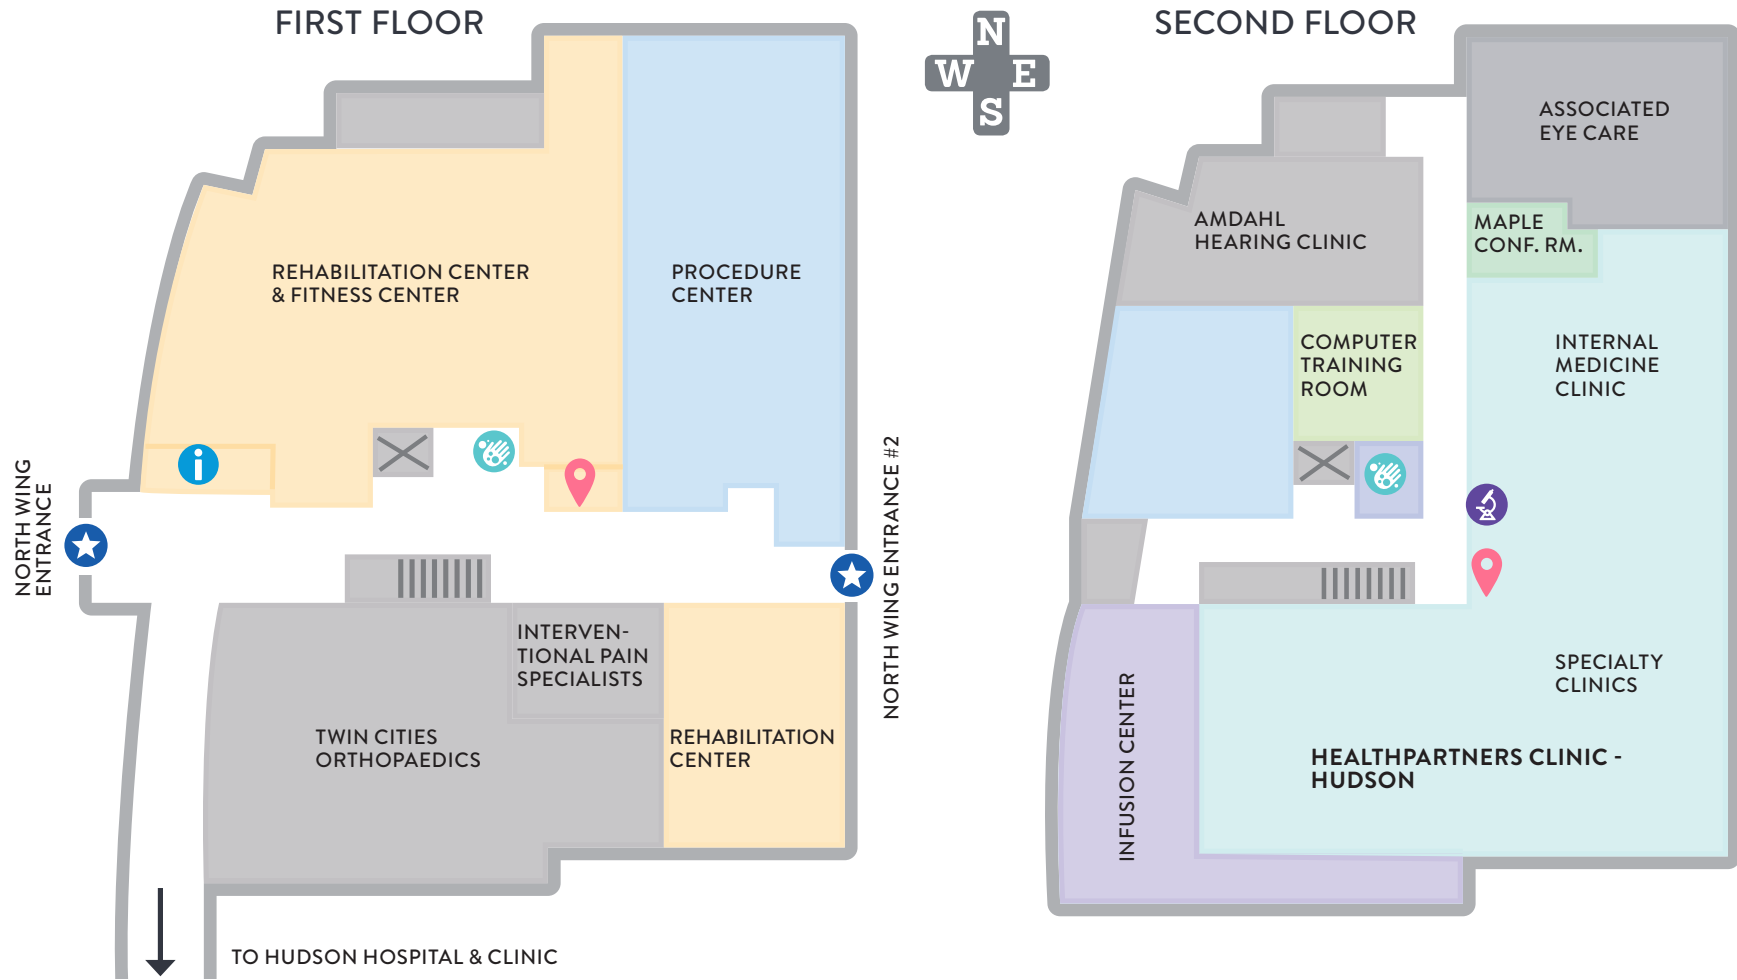 FIRST FLOOR
REHABILITATION CENTER
& FITNESS CENTER
PROCEDURE
CENTER
NORTH WING
ENTRANCE
NORTH WING ENTRANCE #2
INTERVEN-
TIONAL PAIN
SPECIALISTS
TWIN CITIES
ORTHOPAEDICS
REHABILITATION
CENTER
TO HUDSON HOSPITAL & CLINIC
N
W E
S
SECOND FLOOR
ASSOCIATED
EYE CARE
AMDAHL
HEARING CLINIC
MAPLE
CONF. RM.
COMPUTER
TRAINING
ROOM
INTERNAL
MEDICINE
CLINIC
SPECIALTY
CLINICS
INFUSION CENTER
HEALTHPARTNERS CLINIC -
HUDSON